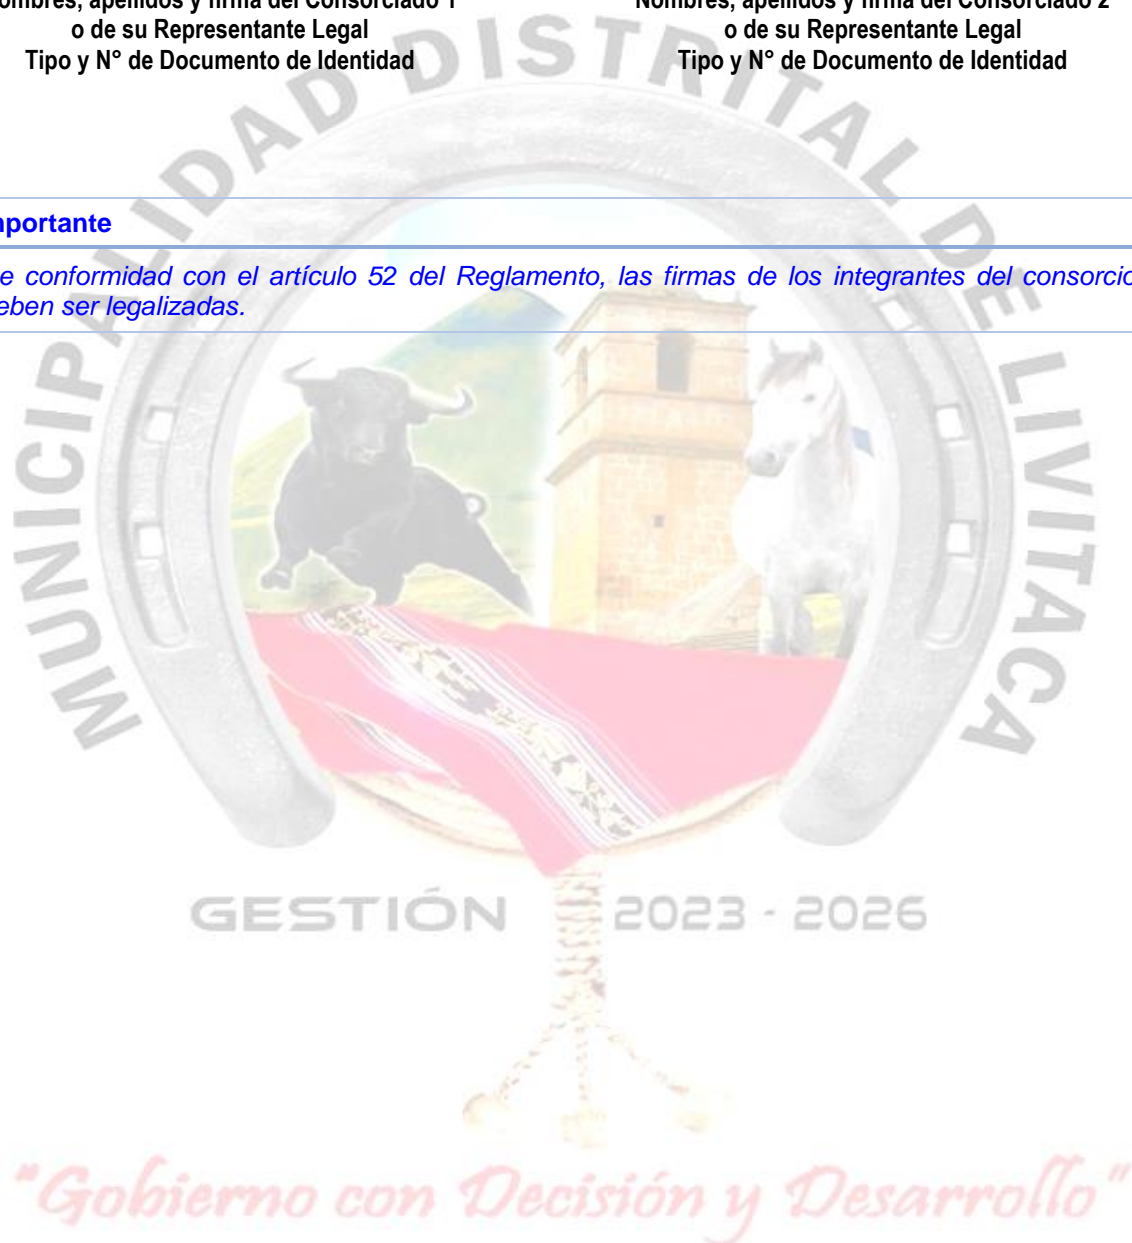 Nombres, apellidos y firma del Consorciado 1
o de su Representante Legal
Tipo y N° de Documento de Identidad
Nombres, apellidos y firma del Consorciado 2
o de su Representante Legal
Tipo y N° de Documento de Identidad
mportante
e conformidad con el artículo 52 del Reglamento, las firmas de los integrantes del consorcio
eben ser legalizadas.
MUNICIPALIDAD DISTRITAL DE LIVITACA
GESTIÓN 2023 - 2026
"Gobierno con Decisión y Desarrollo"